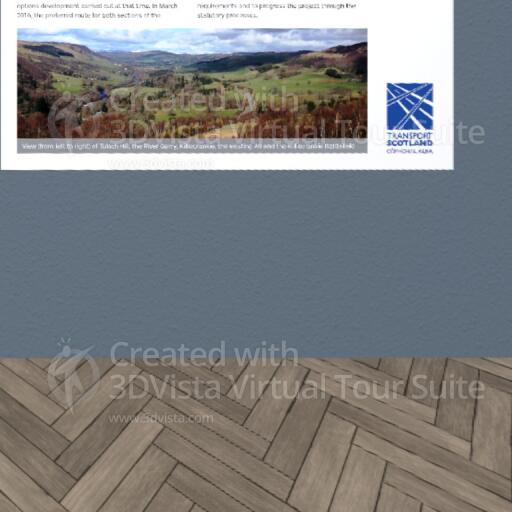 options development carried out at that time. In March
2016, the preferred route for both sections of the
requirements and to progress the project through the
statutory processes.
View (from left to right) of Tulach Hill, the River Garry, Killiecrankie, the existing A9 and the Killiecrankie Battlefield
TRANSPORT
SCOTLAND
CÒMHDHAIL ALBA
Created with
3DVista Virtual Tour Suite
www.3dvista.com
Created with
3DVista Virtual Tour Suite
www.3dvista.com